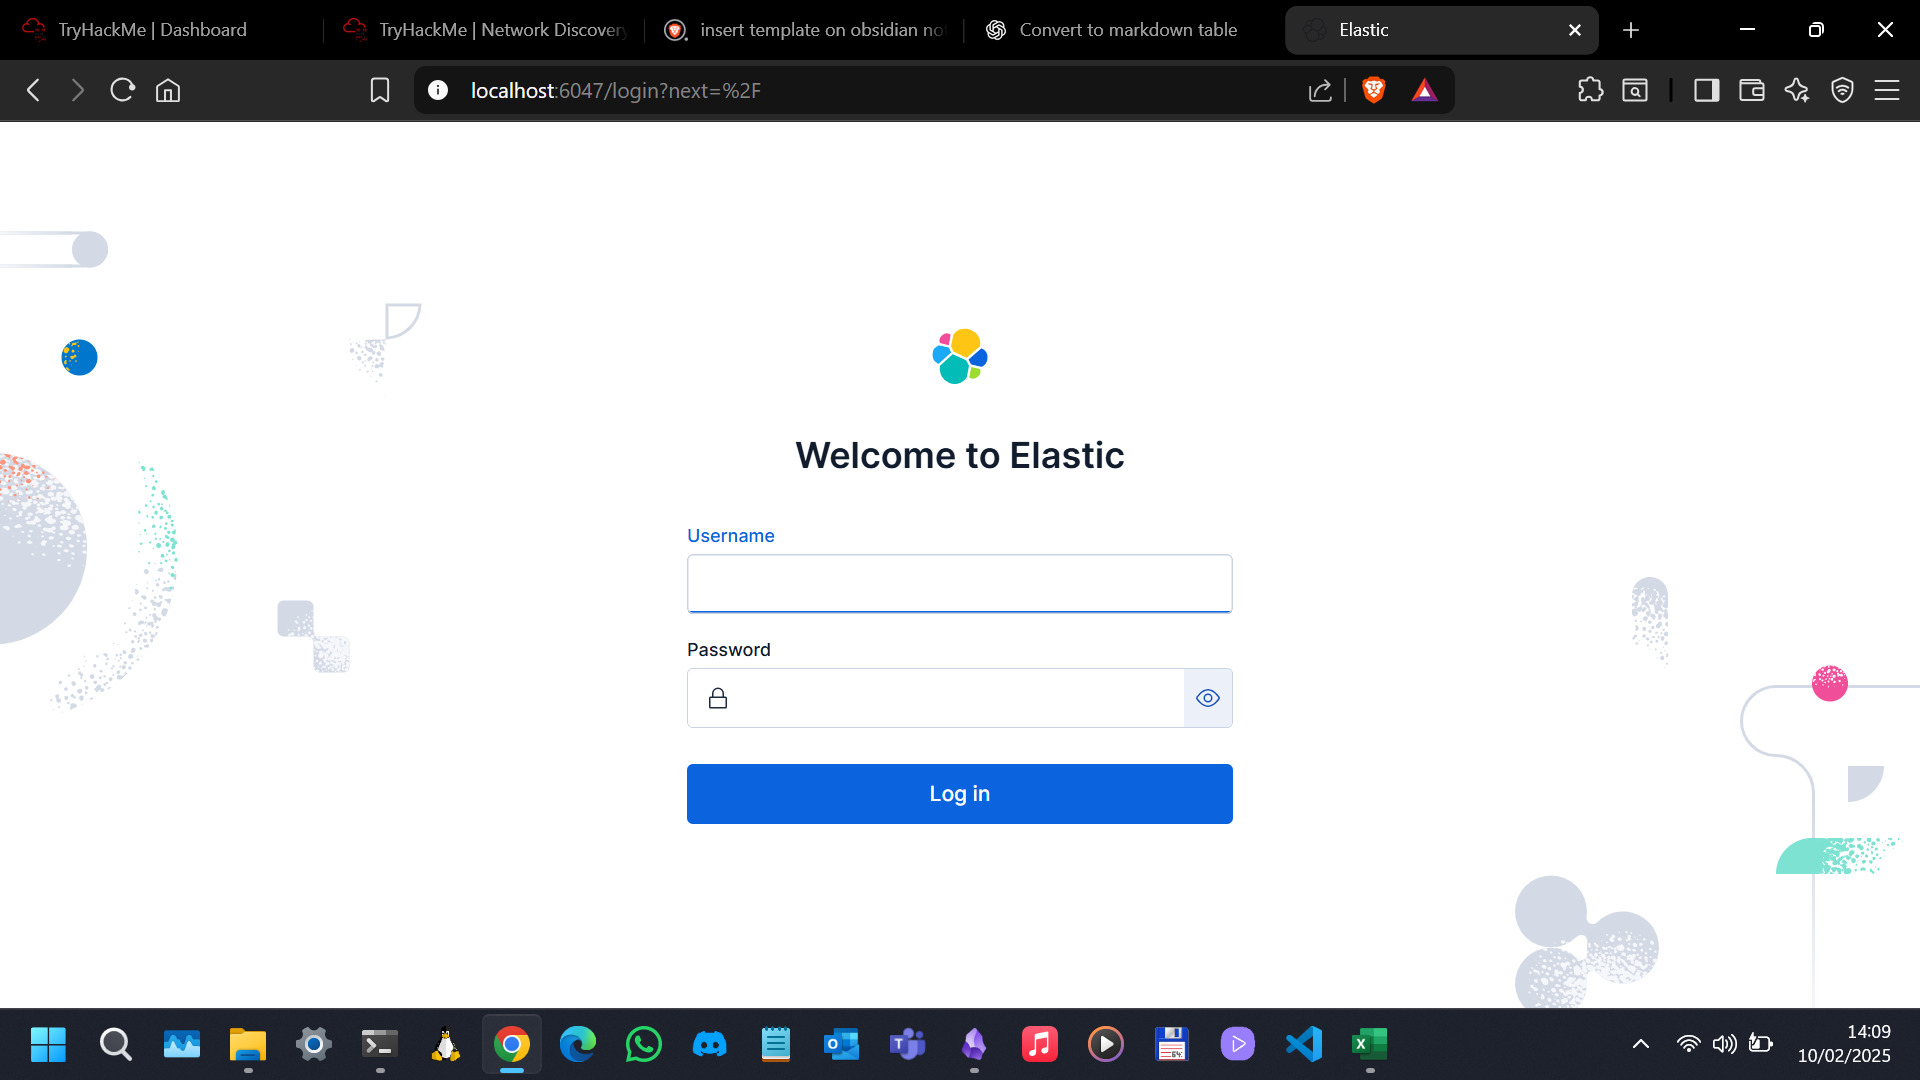 TryHackMe | Dashboard
TryHackMe | Network Discovery
insert template on obsidian no
Convert to markdown table
Elastic
localhost:6047/login?next=%2F
Welcome to Elastic
Username
Password
Log in
14:09
10/02/2025